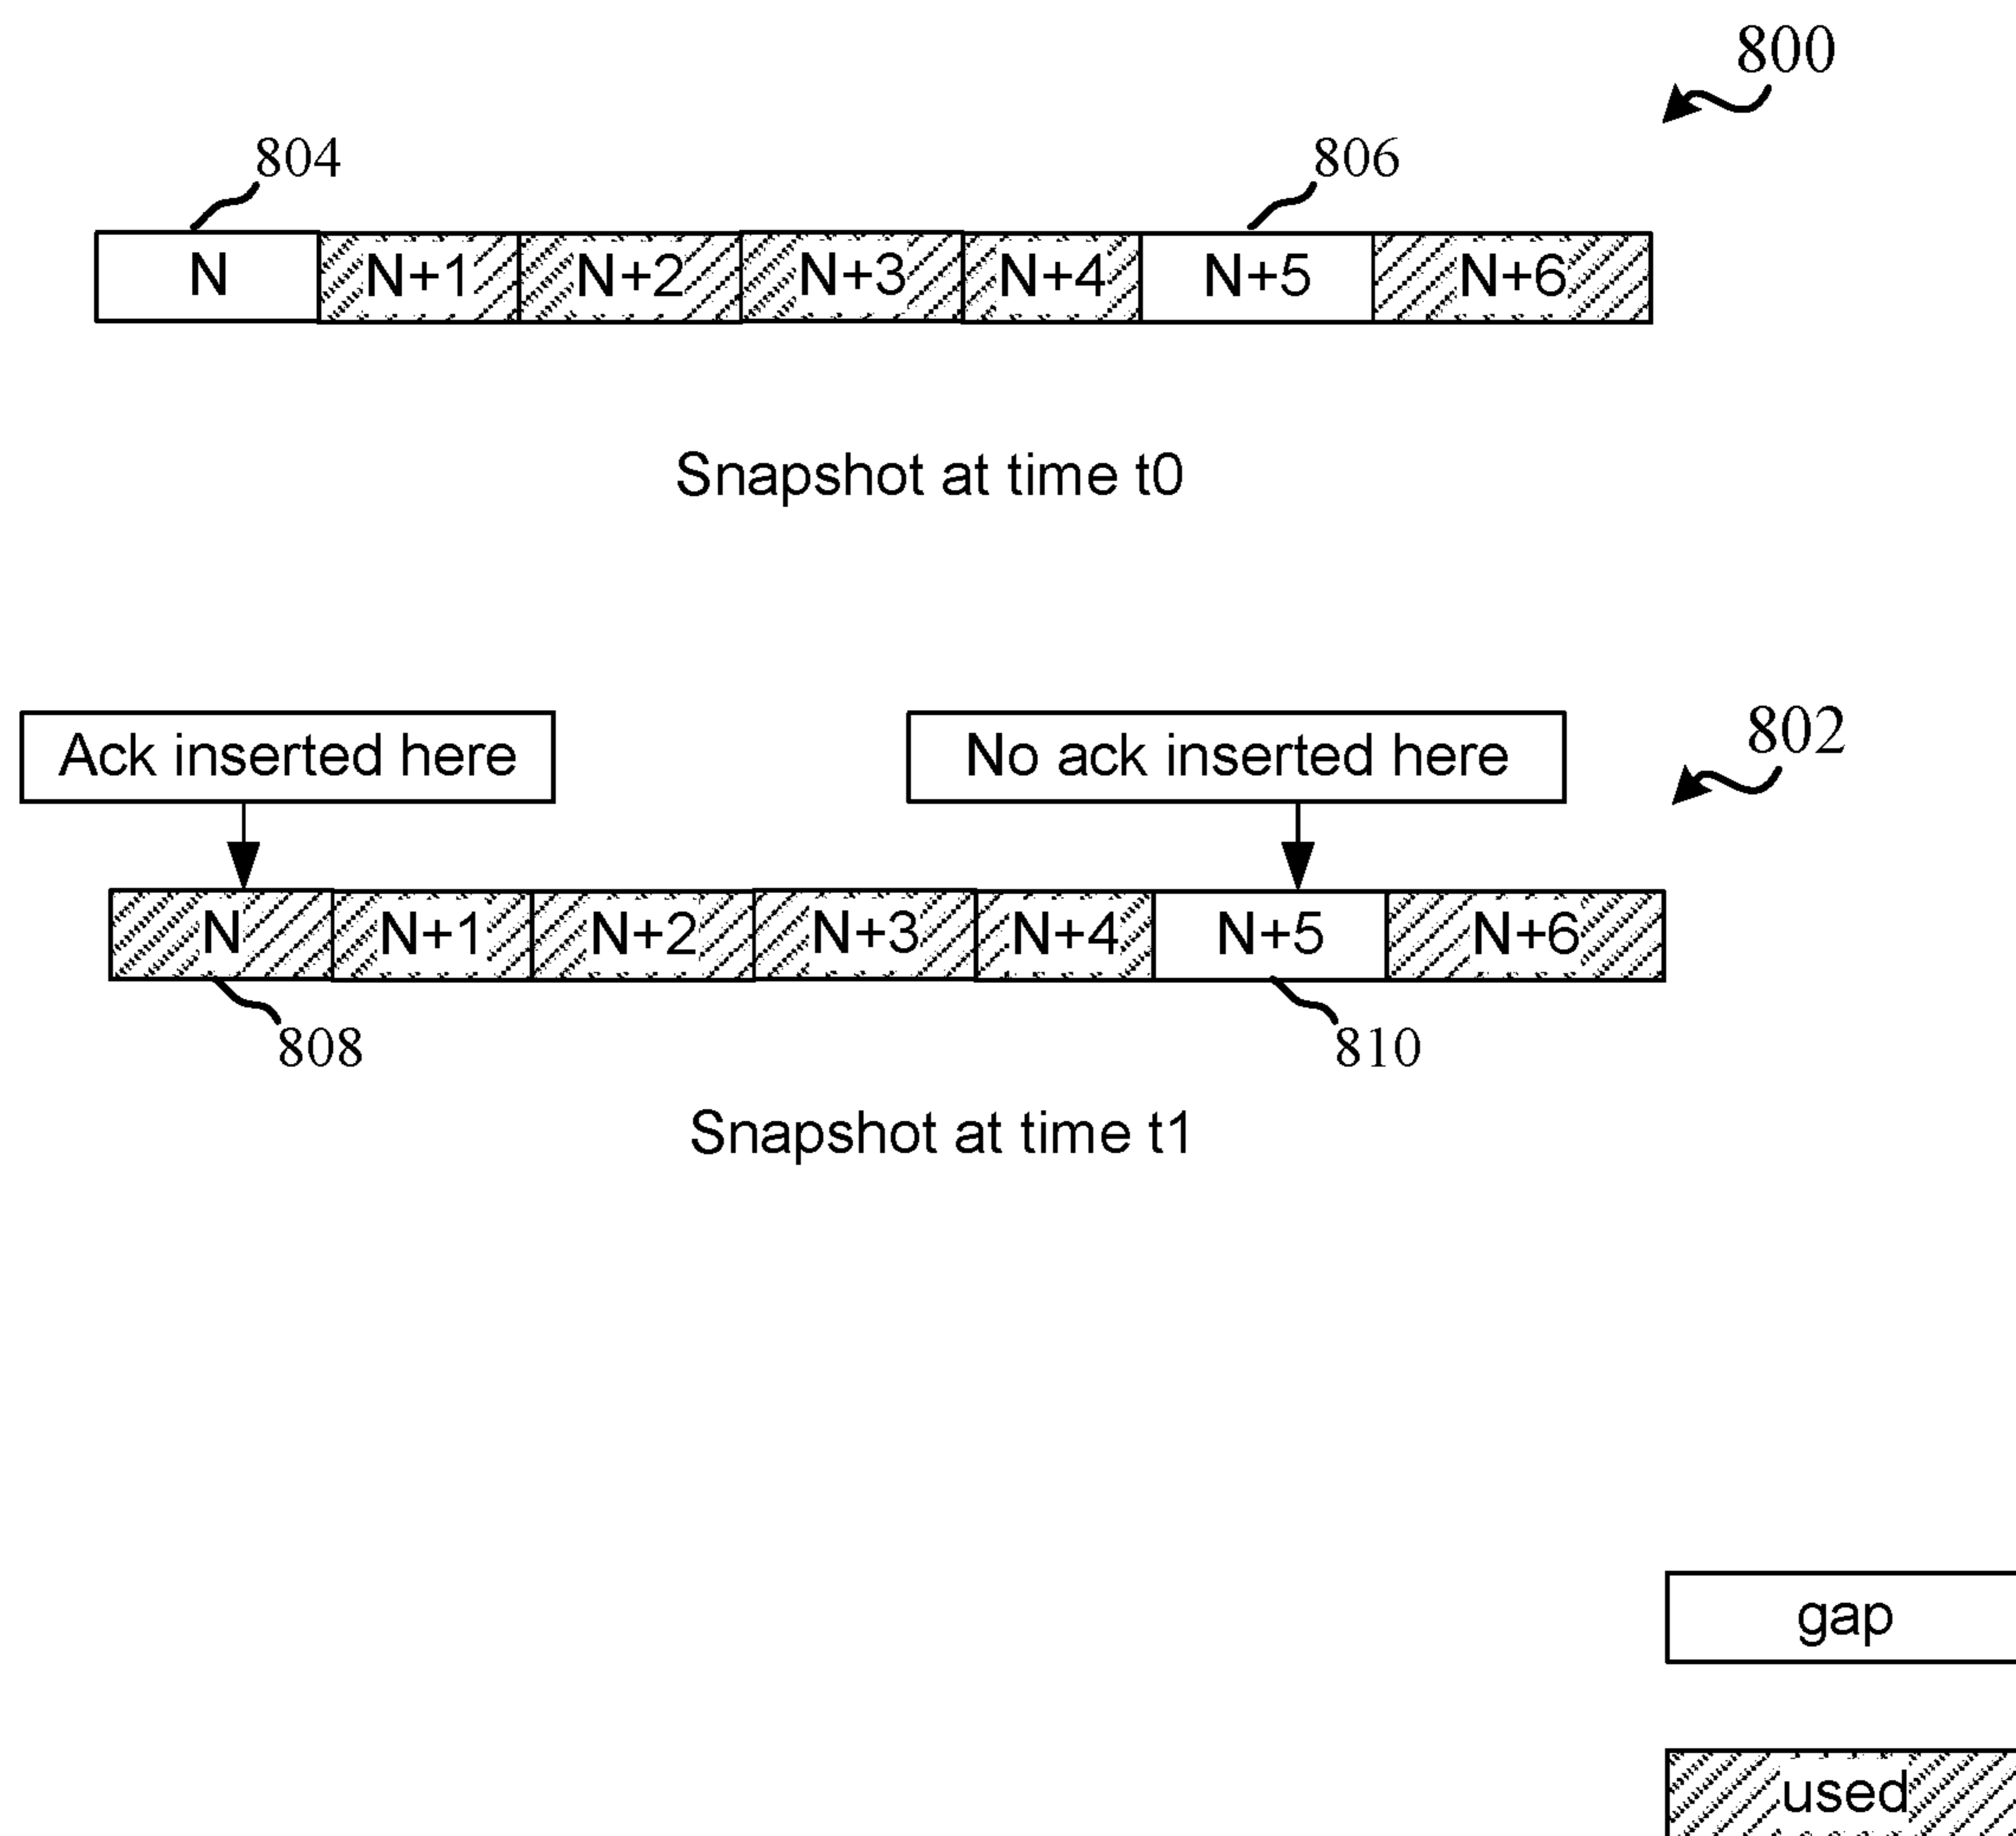 800
804
806
N N+1 N+2 N+3 N+4 N+5 N+6
Snapshot at time t0
Ack inserted here
No ack inserted here
802
N N+1 N+2 N+3 N+4 N+5 N+6
808
810
Snapshot at time t1
gap
used